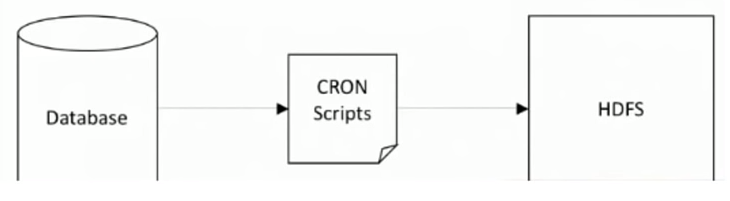 Database
CRON
Scripts
HDFS